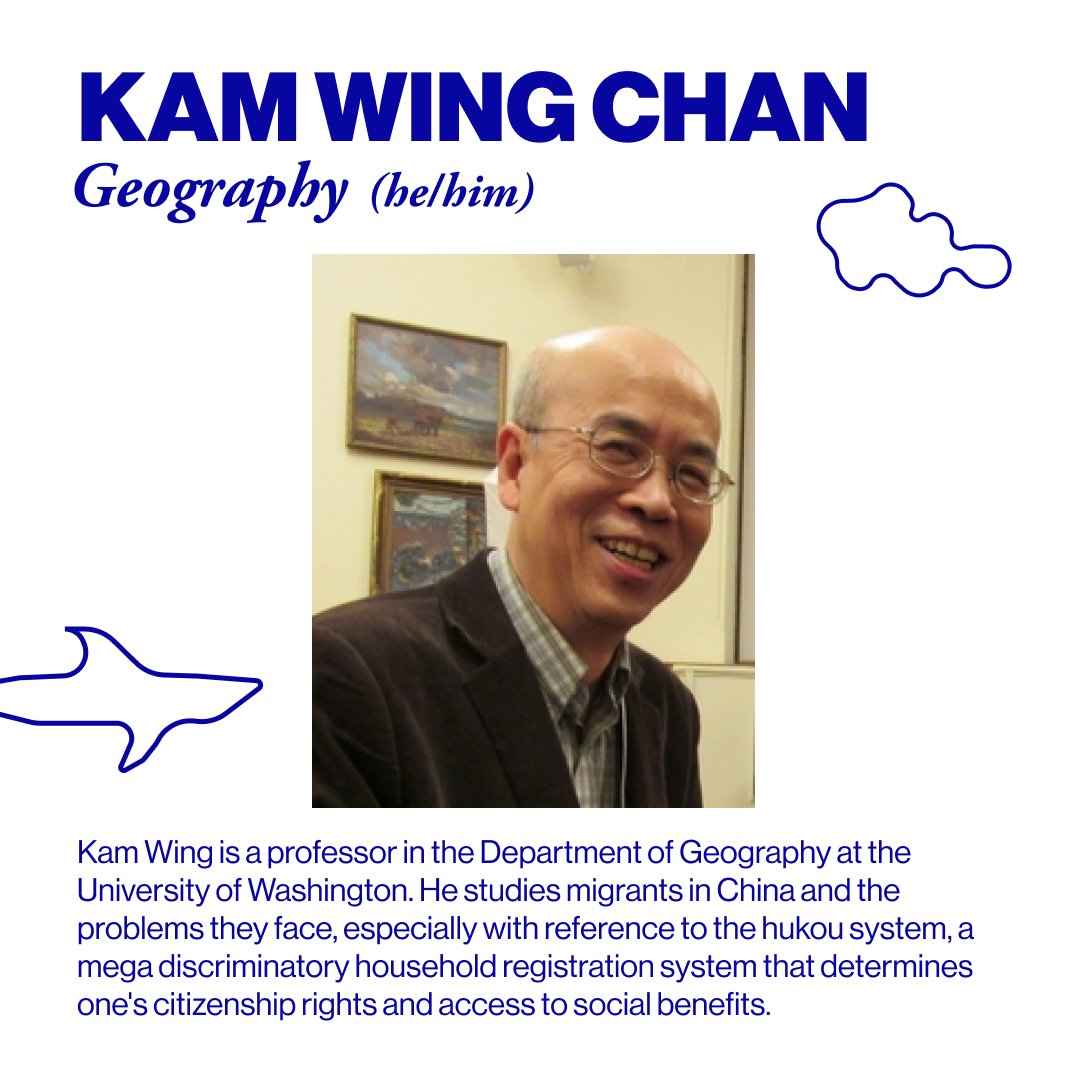 KAM WING CHAN
Geography (he/him)
Kam Wing is a professor in the Department of Geography at the
University of Washington. He studies migrants in China and the
problems they face, especially with reference to the hukou system, a
mega discriminatory household registration system that determines
one's citizenship rights and access to social benefits.